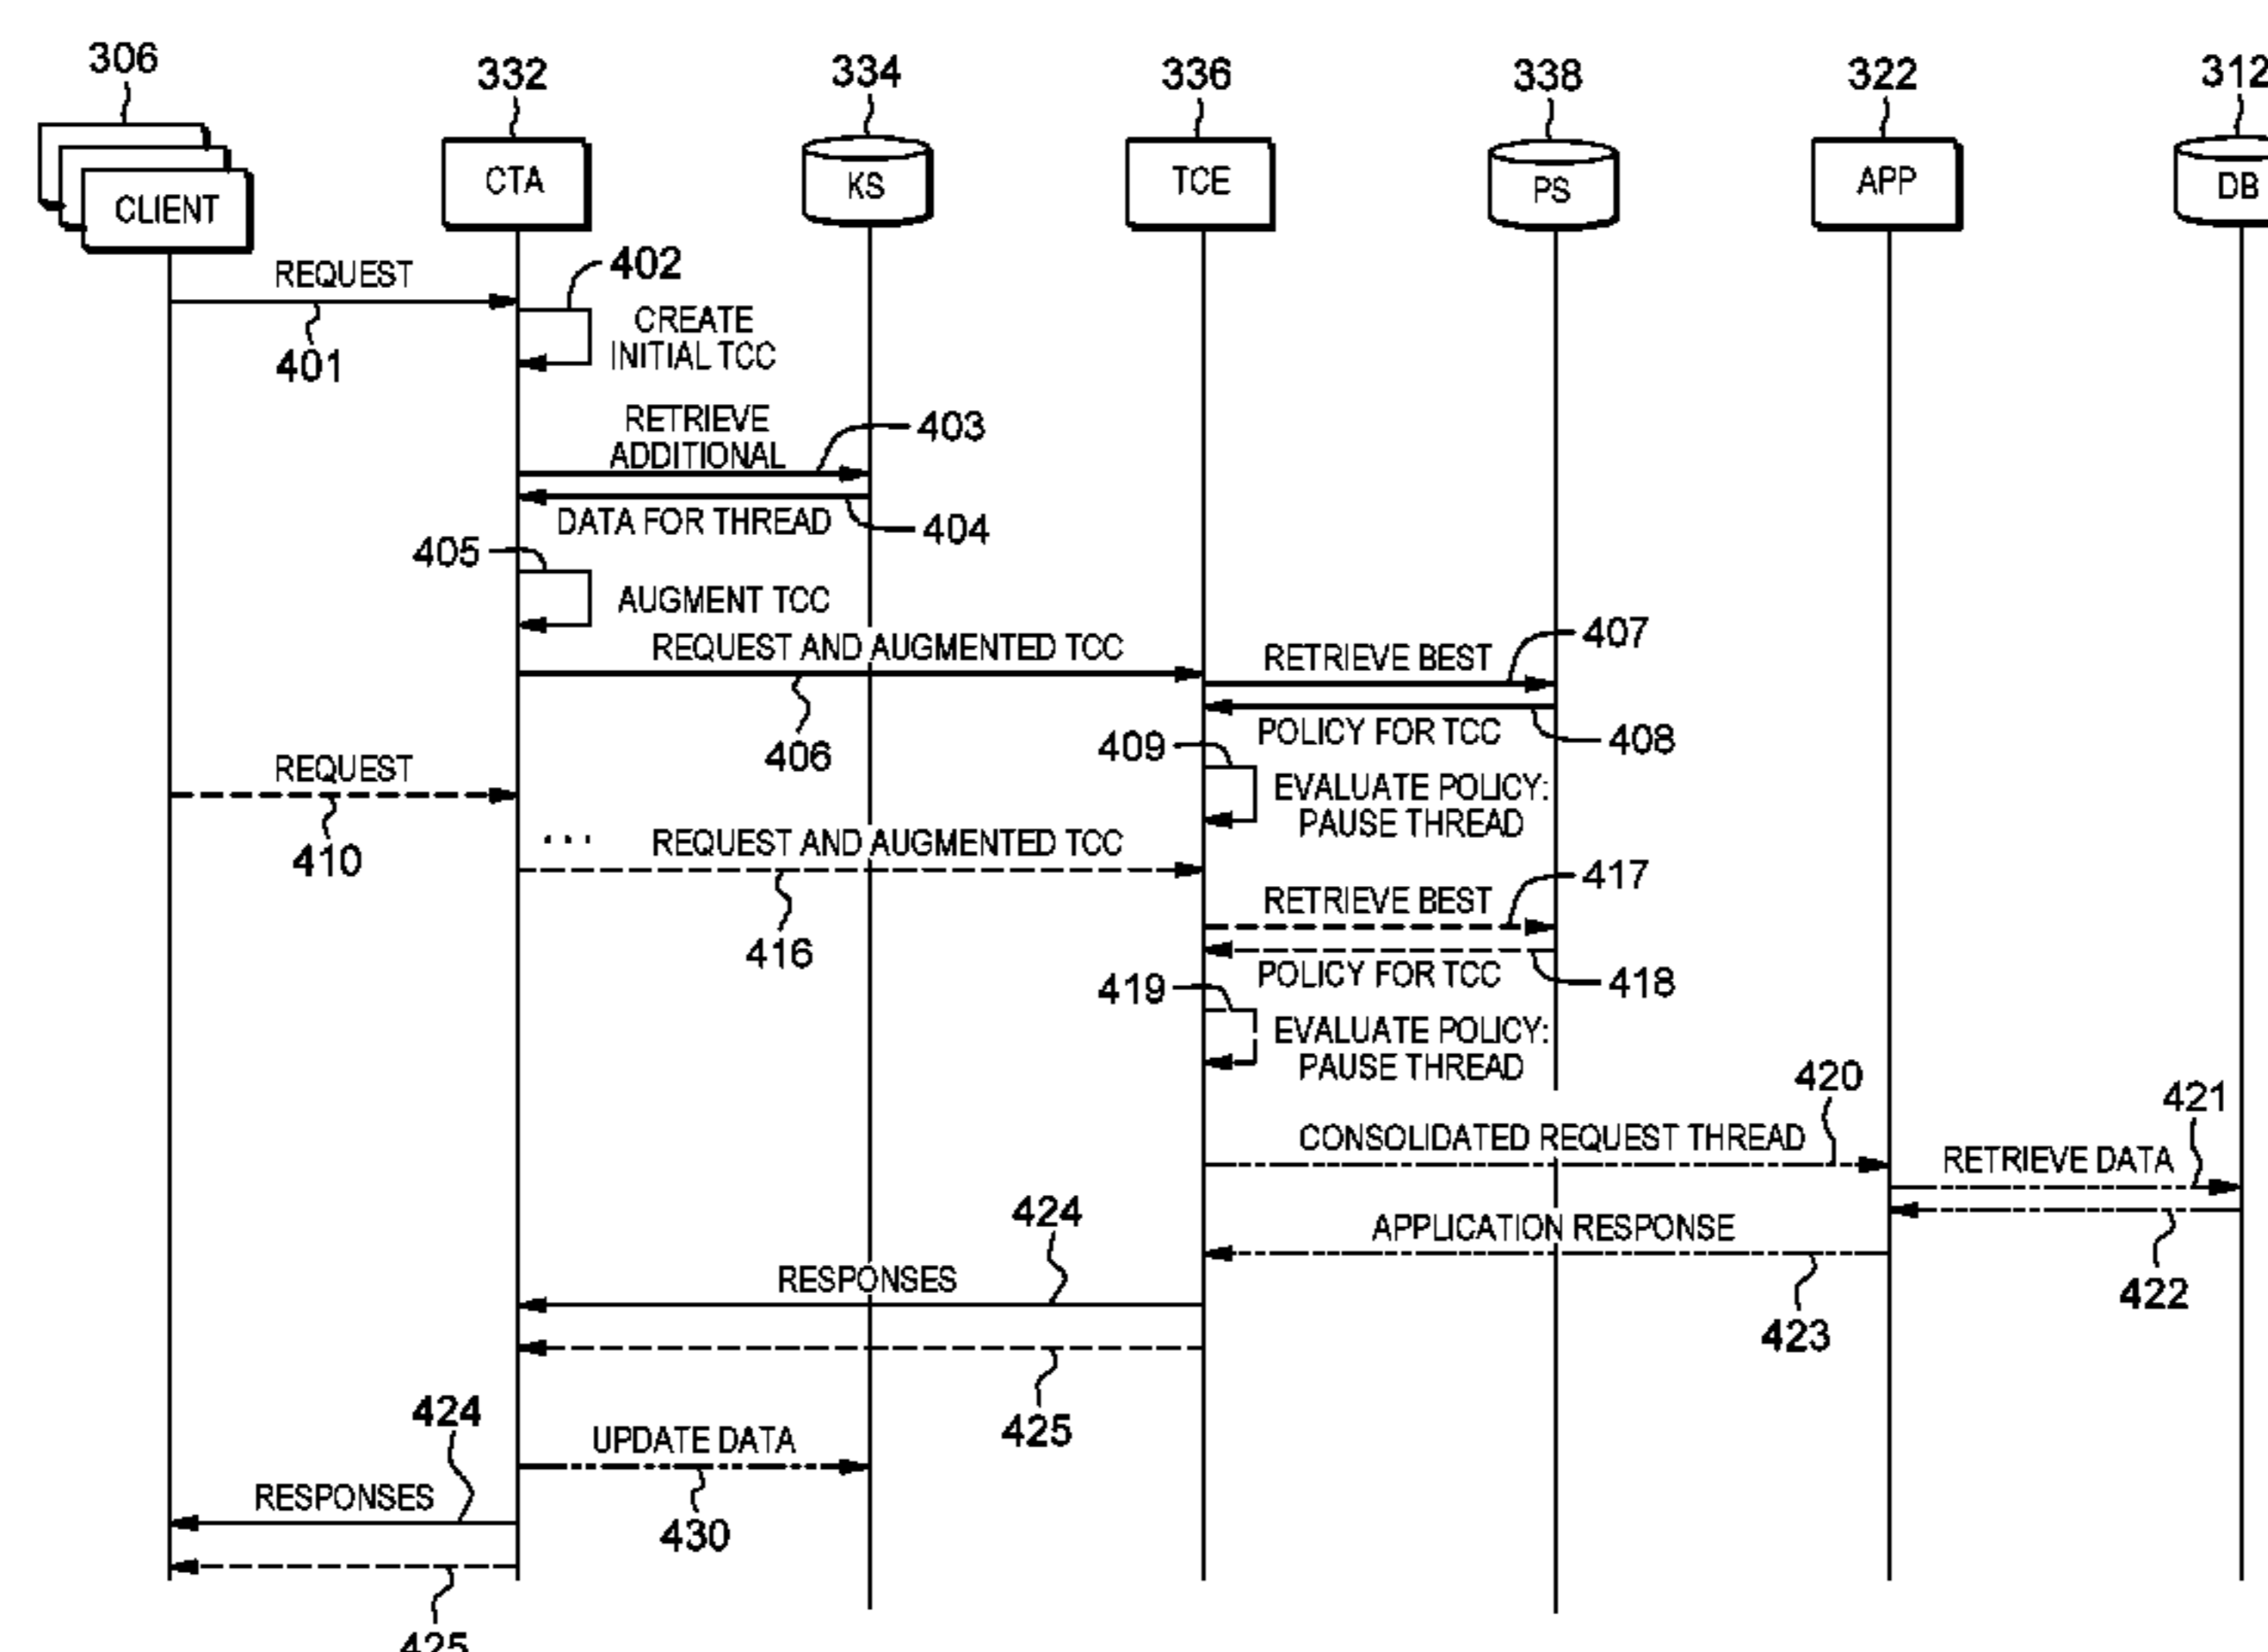 306
332
334
336
338
322
312
CLIENT
CTA
KS
TCE
PS
APP
DB
REQUEST
401
402
CREATE
INITIAL TCC
RETRIEVE
ADDITIONAL
403
DATA FOR THREAD
404
405
AUGMENT TCC
REQUEST AND AUGMENTED TCC
406
RETRIEVE BEST
407
POLICY FOR TCC
408
409
EVALUATE POLICY:
PAUSE THREAD
REQUEST
410
...
REQUEST AND AUGMENTED TCC
416
RETRIEVE BEST
417
POLICY FOR TCC
418
419
EVALUATE POLICY:
PAUSE THREAD
CONSOLIDATED REQUEST THREAD
420
RETRIEVE DATA
421
422
APPLICATION RESPONSE
423
RESPONSES
424
425
UPDATE DATA
430
RESPONSES
424
425